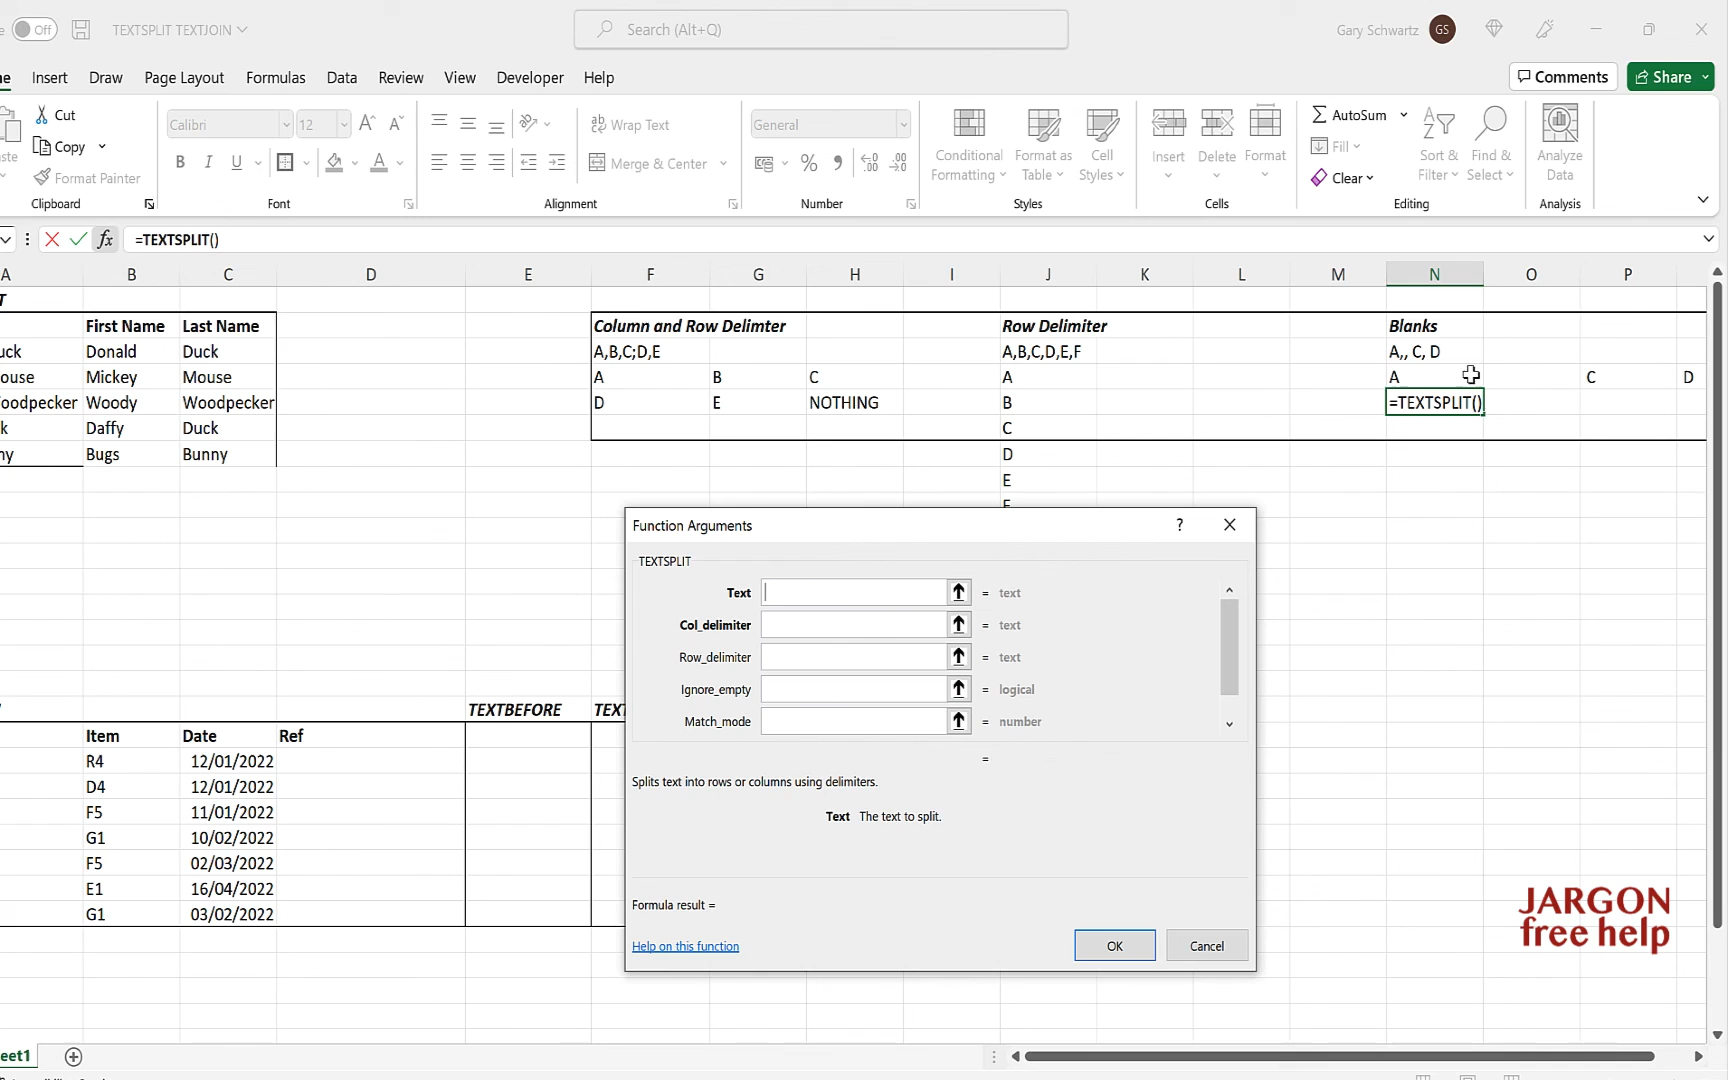 Off
TEXTSPLIT TEXTJOIN
Search (Alt+Q)
Gary Schwartz
GS
Insert Draw Page Layout Formulas Data Review View Developer Help
Comments
Share
Cut
Copy
Format Painter
Clipboard
Calibri
12
B I U
Font
Wrap Text
Merge & Center
Alignment
General
Number
Conditional
Formatting
Format as
Table
Cell
Styles
Styles
Insert
Delete
Format
Cells
AutoSum
Fill
Clear
Sort &
Filter
Find &
Select
Editing
Analyze
Data
Analysis
fx =TEXTSPLIT()
A B C D E F G H I J K L M N O P
First Name Last Name Column and Row Delimter Row Delimiter Blanks
uck Donald Duck A,B,C;D,E A,B,C,D,E,F A,, C, D
ouse Mickey Mouse A B C A A C D
oodpecker Woody Woodpecker D E NOTHING B =TEXTSPLIT()
k Daffy Duck C
ny Bugs Bunny D
E
Function Arguments ?
TEXTSPLIT
Text = text
Col_delimiter = text
Row_delimiter = text
Ignore_empty = logical
Match_mode = number
=
Splits text into rows or columns using delimiters.
Text The text to split.
Formula result =
Help on this function
OK
Cancel
TEXTBEFORE
Item Date Ref
R4 12/01/2022
D4 12/01/2022
F5 11/01/2022
G1 10/02/2022
F5 02/03/2022
E1 16/04/2022
G1 03/02/2022
JARGON
free help
eet1